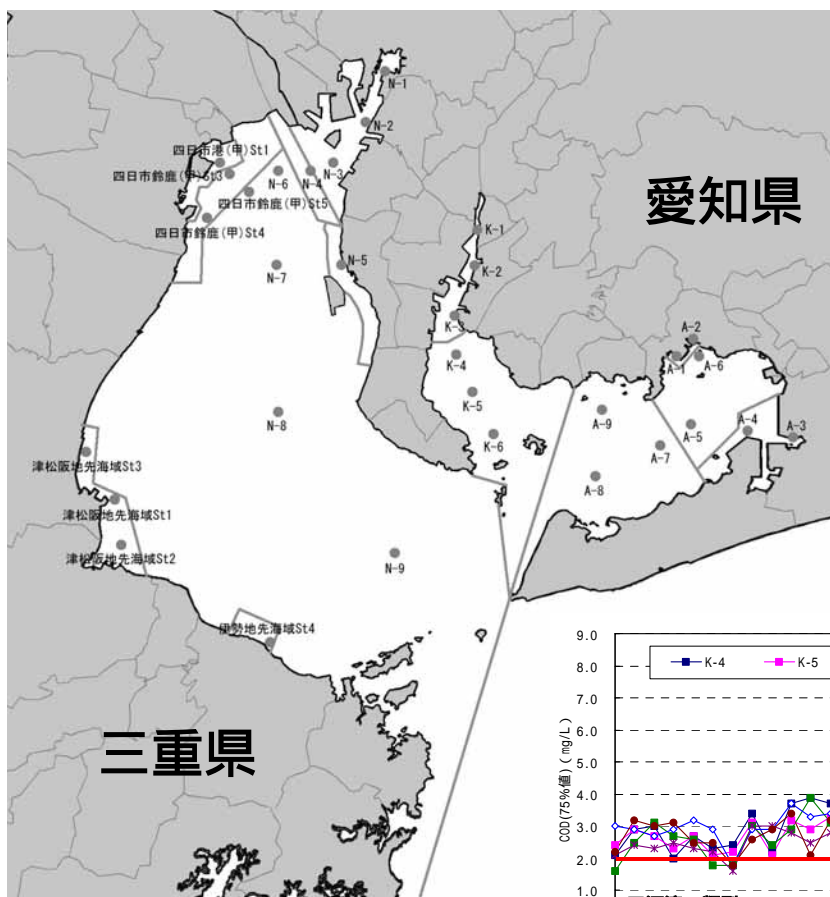 N-1
N-2
四日市港(甲)St1
四日市鈴鹿(甲)St3
N-6
N-4
N-3
四日市鈴鹿(甲)St5
四日市鈴鹿(甲)St4
愛知県
K-1
N-7
N-5
K-2
K-3
A-2
K-4
A-1
A-6
K-5
N-8
A-9
K-6
A-5
A-4
A-3
A-7
津松阪地先海域St3
A-8
津松阪地先海域St1
津松阪地先海域St2
N-9
伊勢地先海域St4
三重県
9.0
8.0
7.0
6.0
5.0
4.0
3.0
2.0
1.0
COD(75%値) (mg/L)
K-4
K-5